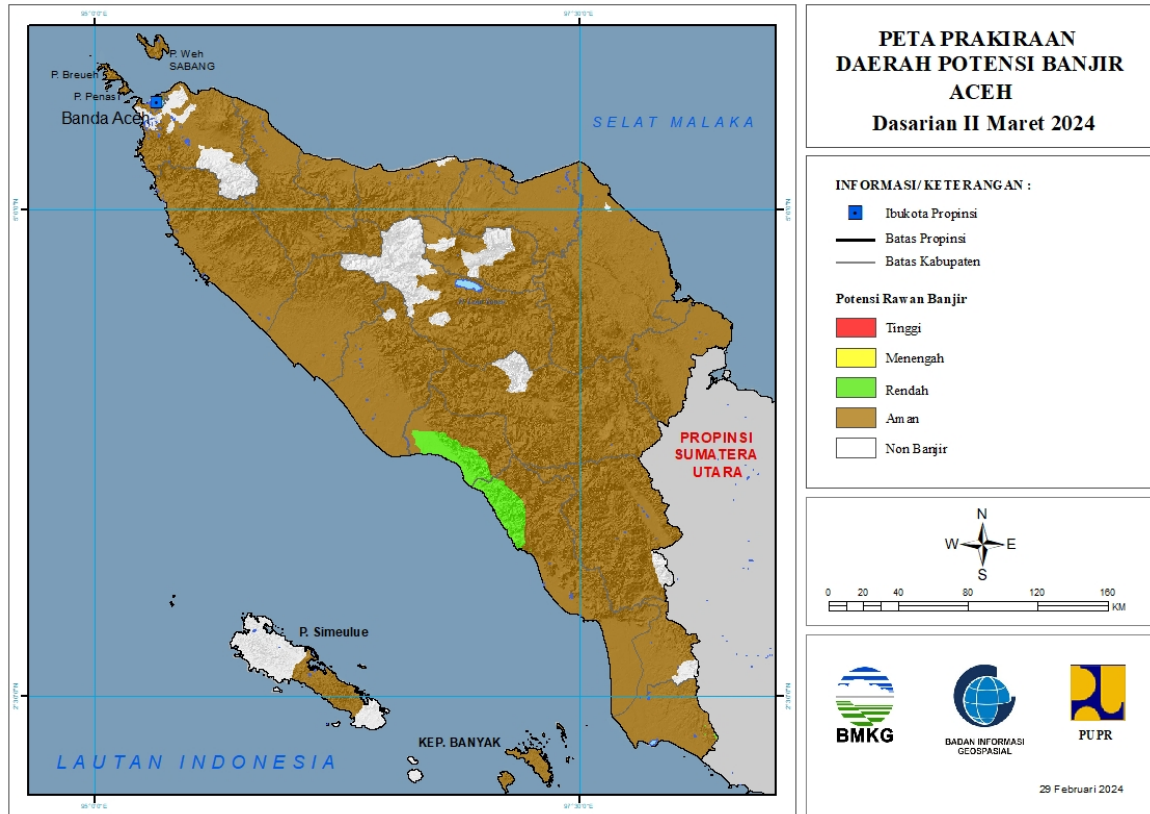 PETA PRAKIRAAN
DAERAH POTENSI BANJIR
ACEH
Dasarian II Maret 2024
INFORMASI/ KETERANGAN :
Ibukota Propinsi
Batas Propinsi
Batas Kabupaten
Potensi Rawan Banjir
Tinggi
Menengah
Rendah
Aman
Non Banjir
N
W E
S
0 20 40 80 120 160
KM
BMKG
BADAN INFORMASI
GEOSPASIAL
PUPR
29 Februari 2024
P. Weh
SABANG
P. Breueh
P. Penasi
Banda Aceh
SELAT MALAKA
PROPINSI
SUMATERA
UTARA
P. Simeulue
KEP. BANYAK
LAUTAN INDONESIA